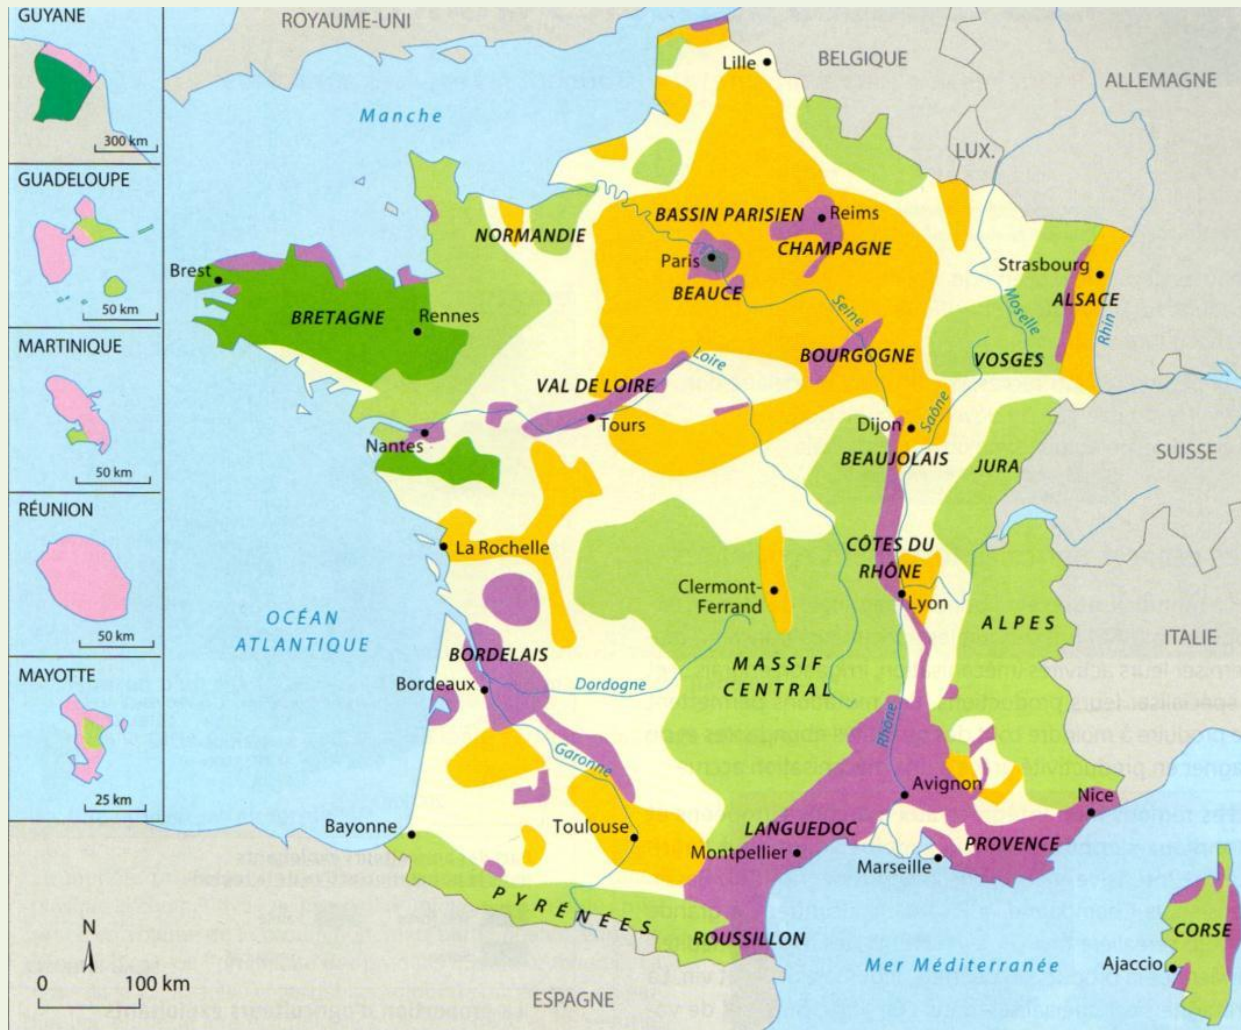 GUYANE
300 km
GUADELOUPE
50 km
MARTINIQUE
50 km
RÉUNION
50 km
MAYOTTE
25 km
ROYAUME-UNI
BELGIQUE
ALLEMAGNE
LUX.
SUISSE
ITALIE
ESPAGNE
Manche
OCÉAN
ATLANTIQUE
Mer Méditerranée
Lille
BASSIN PARISIEN
Reims
CHAMPAGNE
NORMANDIE
Paris
BEAUCE
Seine
Strasbourg
ALSACE
Moselle
Rhin
VOSGES
Brest
BRETAGNE
Rennes
BOURGOGNE
Loire
VAL DE LOIRE
Tours
Nantes
Dijon
Saône
BEAUJOLAIS
JURA
La Rochelle
CÔTES DU
RHÔNE
Clermont-
Ferrand
Lyon
ALPES
BORDELAIS
Bordeaux
Dordogne
MASSIF
CENTRAL
Rhône
Garonne
Avignon
Nice
Bayonne
Toulouse
LANGUEDOC
Montpellier
PROVENCE
Marseille
PYRÉNÉES
ROUSSILLON
CORSE
Ajaccio
N
0 100 km